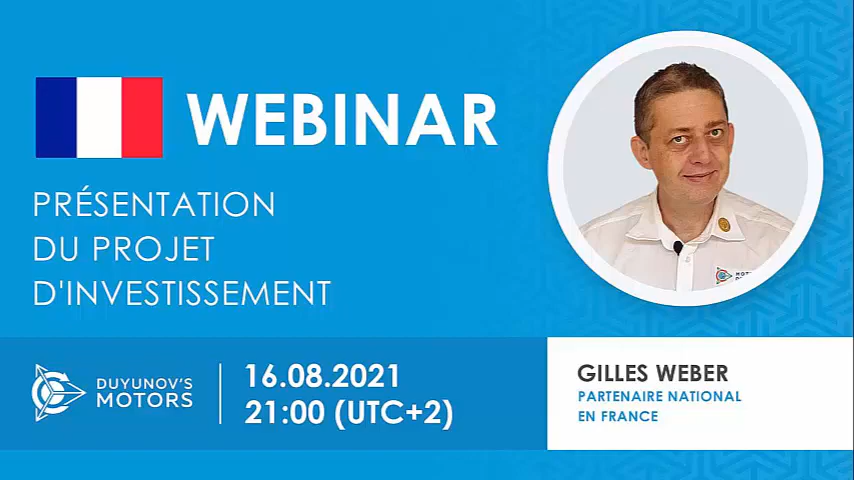 WEBINAR
PRÉSENTATION
DU PROJET
D'INVESTISSEMENT
DUYUNOV'S
MOTORS
16.08.2021
21:00 (UTC+2)
GILLES WEBER
PARTENAIRE NATIONAL
EN FRANCE